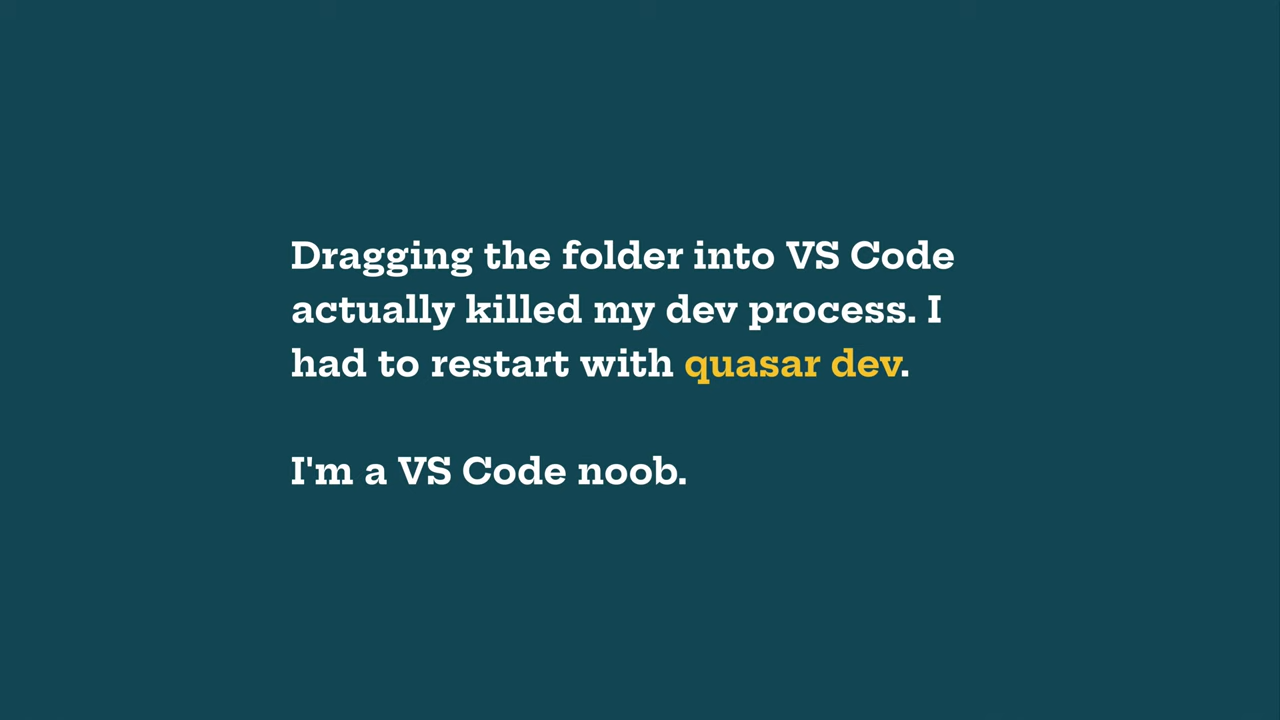 Dragging the folder into VS Code
actually killed my dev process. I
had to restart with quasar dev.
I'm a VS Code noob.